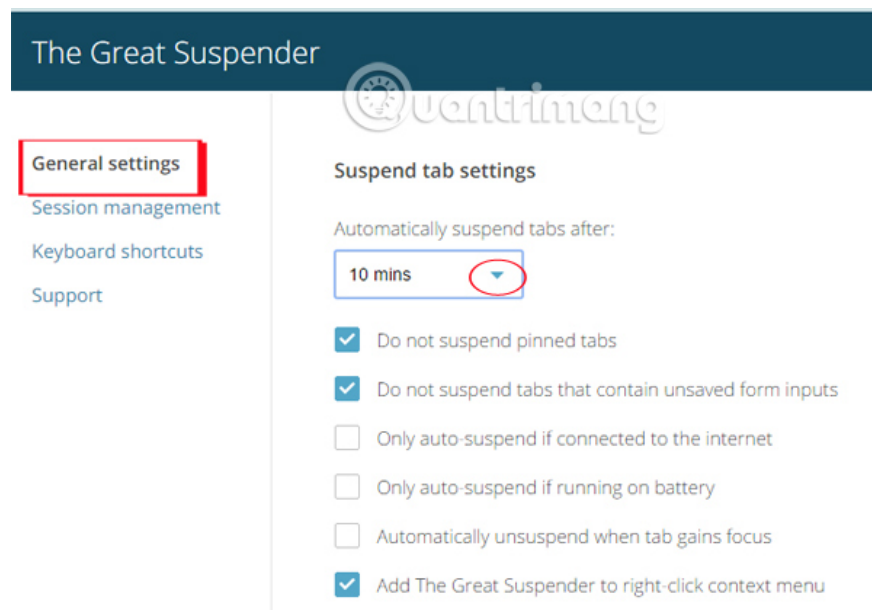 The Great Suspender
Quantrimang
General settings
Session management
Keyboard shortcuts
Support
Suspend tab settings
Automatically suspend tabs after:
10 mins
Do not suspend pinned tabs
Do not suspend tabs that contain unsaved form inputs
Only auto-suspend if connected to the internet
Only auto-suspend if running on battery
Automatically unsuspend when tab gains focus
Add The Great Suspender to right-click context menu